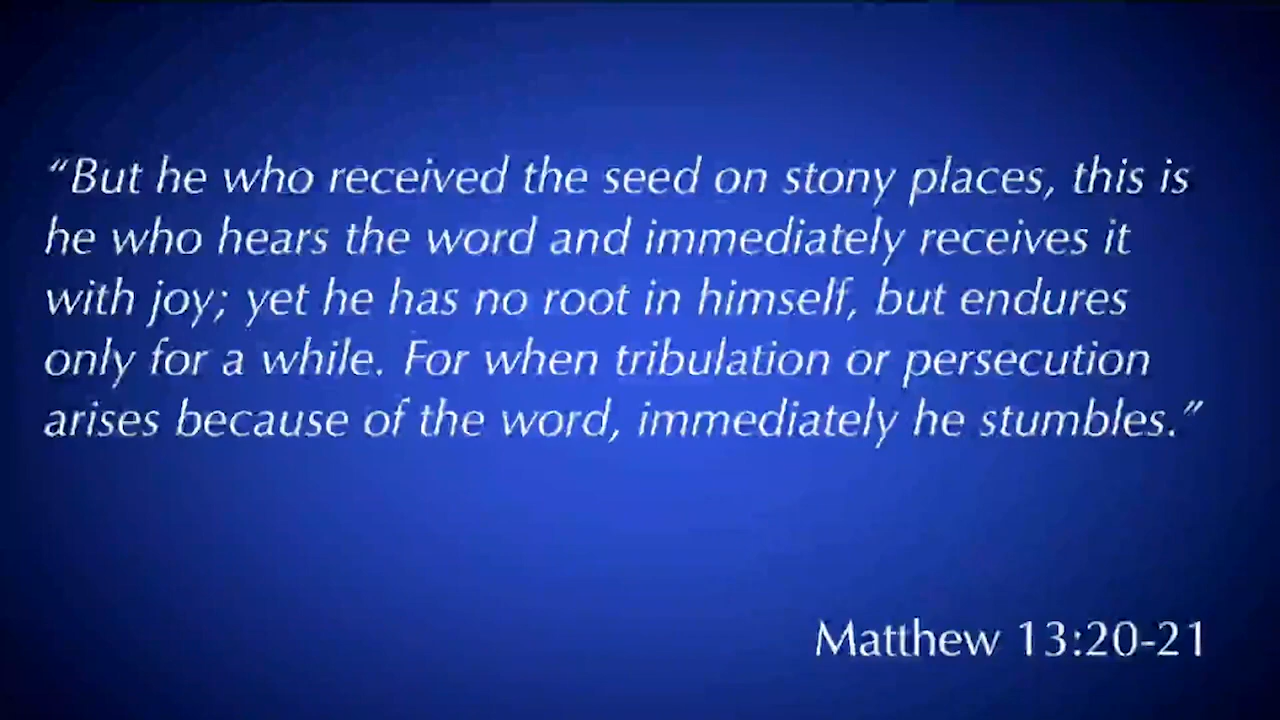 “But he who received the seed on stony places, this is
he who hears the word and immediately receives it
with joy; yet he has no root in himself, but endures
only for a while. For when tribulation or persecution
arises because of the word, immediately he stumbles.”
Matthew 13:20-21